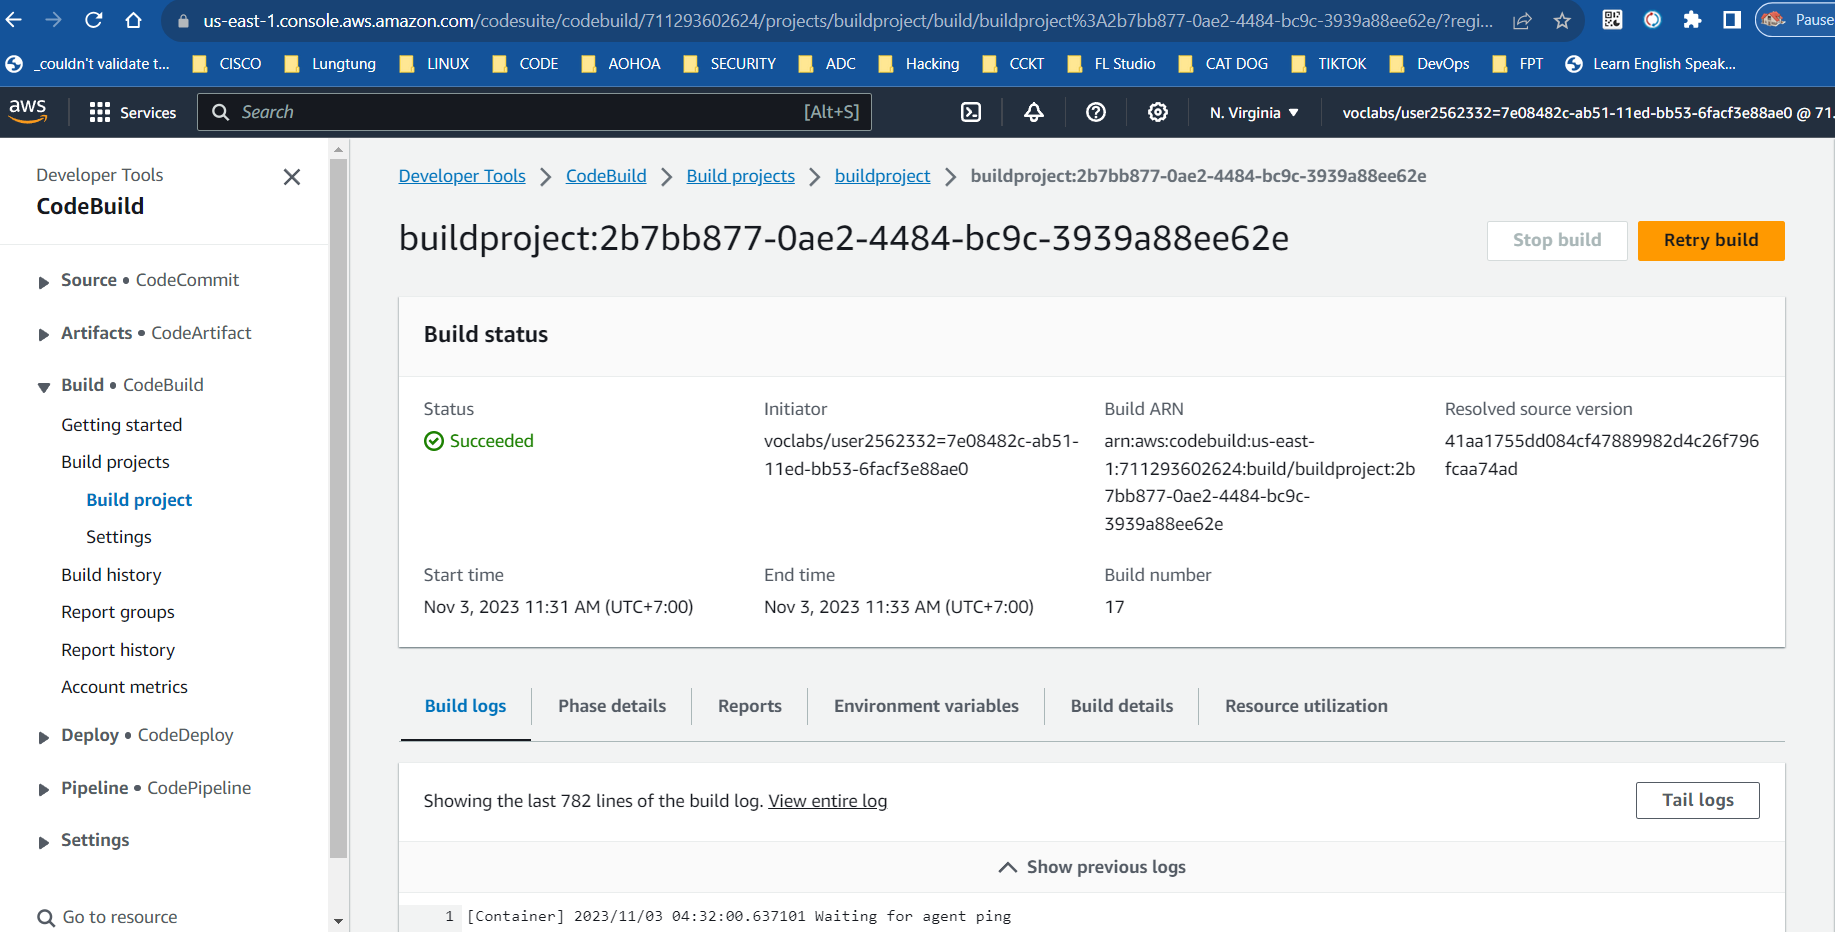 us-east-1.console.aws.amazon.com/codesuite/codebuild/711293602624/projects/buildproject/build/buildproject%3A2b7bb877-0ae2-4484-bc9c-3939a88ee62e/?regi...
Pause
_couldn't validate t...
CISCO
Lungtung
LINUX
CODE
AOHOA
SECURITY
ADC
Hacking
CCKT
FL Studio
CAT DOG
TIKTOK
DevOps
FPT
Learn English Speak...
aws
Services
Search
[Alt+S]
N. Virginia
voclabs/user2562332=7e08482c-ab51-11ed-bb53-6facf3e88ae0 @ 71
Developer Tools
CodeBuild
Source • CodeCommit
Artifacts • CodeArtifact
Build • CodeBuild
Getting started
Build projects
Build project
Settings
Build history
Report groups
Report history
Account metrics
Deploy • CodeDeploy
Pipeline • CodePipeline
Settings
Go to resource
Developer Tools
CodeBuild
Build projects
buildproject
buildproject:2b7bb877-0ae2-4484-bc9c-3939a88ee62e
buildproject:2b7bb877-0ae2-4484-bc9c-3939a88ee62e
Stop build
Retry build
Build status
Status
Succeeded
Initiator
voclabs/user2562332=7e08482c-ab51-
11ed-bb53-6facf3e88ae0
Build ARN
arn:aws:codebuild:us-east-
1:711293602624:build/buildproject:2b
7bb877-0ae2-4484-bc9c-
3939a88ee62e
Resolved source version
41aa1755dd084cf47889982d4c26f796
fcaa74ad
Start time
Nov 3, 2023 11:31 AM (UTC+7:00)
End time
Nov 3, 2023 11:33 AM (UTC+7:00)
Build number
17
Build logs
Phase details
Reports
Environment variables
Build details
Resource utilization
Showing the last 782 lines of the build log. View entire log
Tail logs
Show previous logs
1 [Container] 2023/11/03 04:32:00.637101 Waiting for agent ping